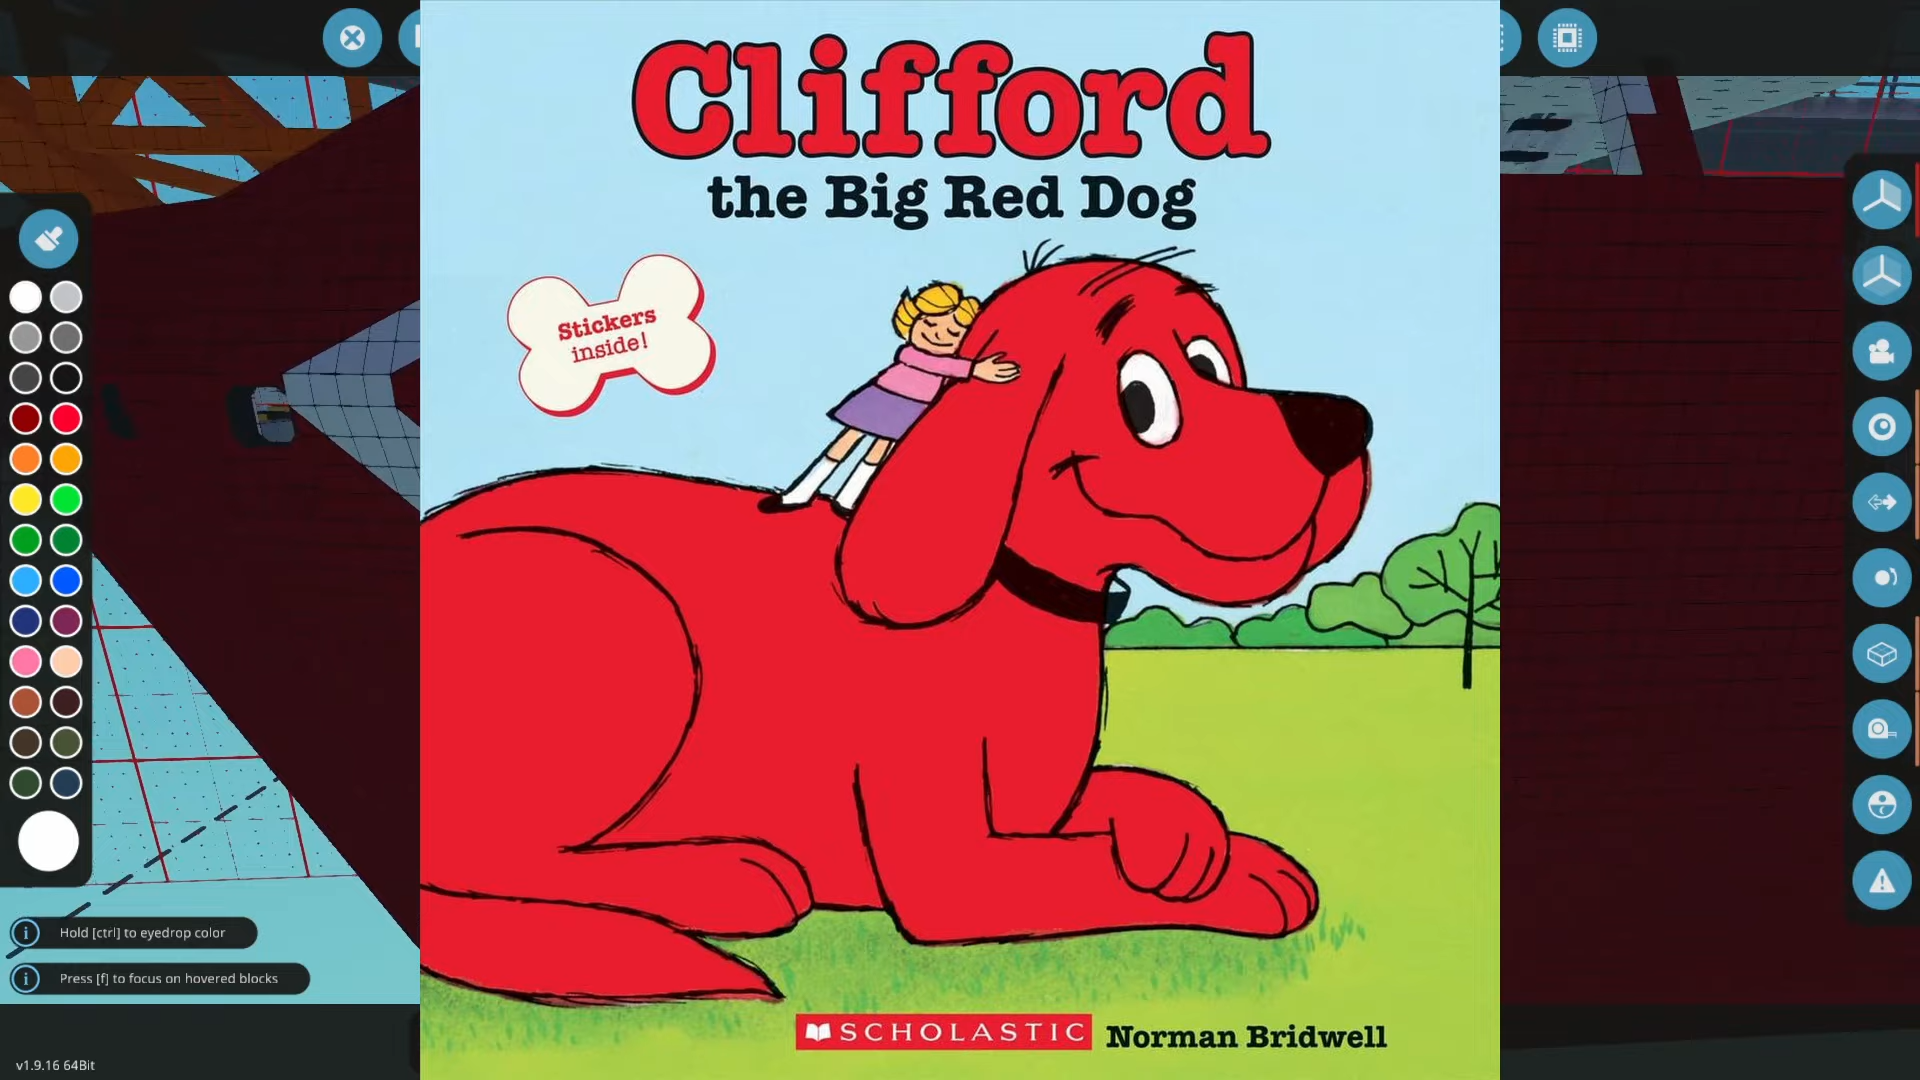 Clifford
the Big Red Dog
Stickers
inside!
Hold [ctrl] to eyedrop color
Press [f] to focus on hovered blocks
SCHOLASTIC Norman Bridwell
v1.9.16 64Bit